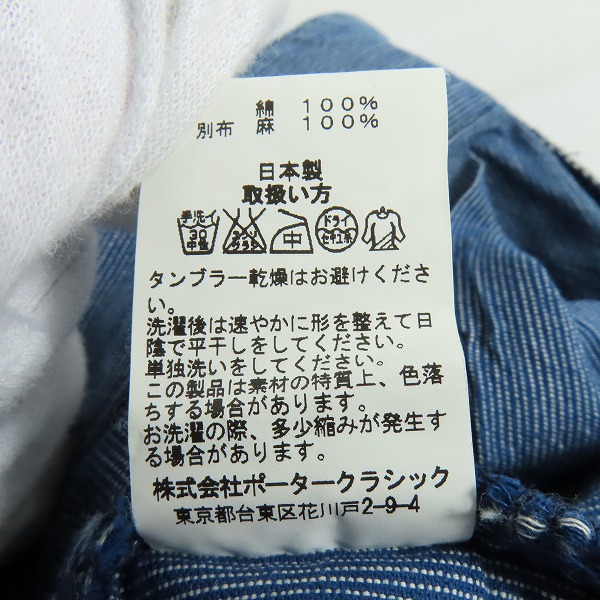 綿 100%
別布 麻 100%
日本製
取扱い方
手洗イ 30 中性
エンソサラシ
中
ドライ セキユ系
タンブラー乾燥はお避けくださ
い。
洗濯後は速やかに形を整えて日
陰で平干しをしてください。
単独洗いをしてください。
この製品は素材の特質上、色落
ちする場合があります。
お洗濯の際、多少縮みが発生す
る場合があります。
株式会社ポータークラシック
東京都台東区花川戸2-9-4